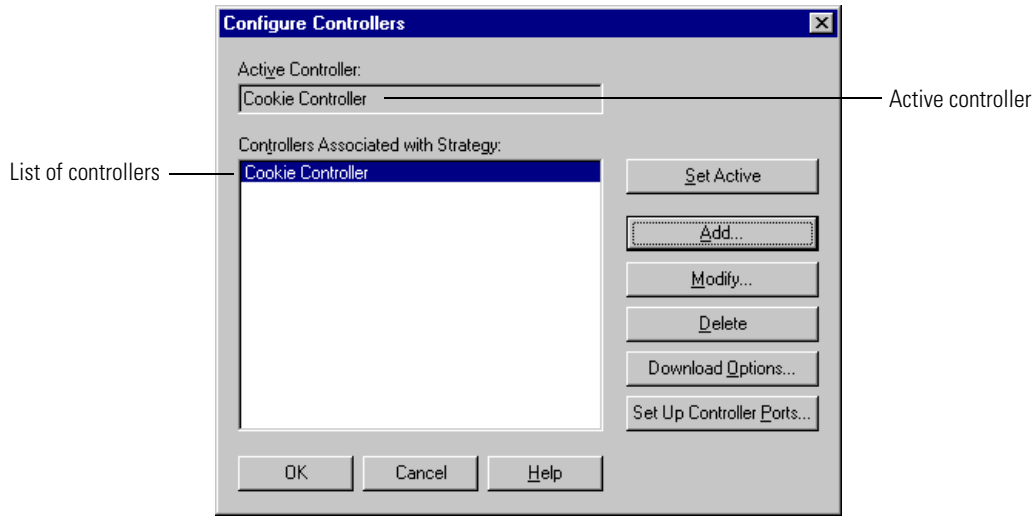 Configure Controllers
Active Controller:
Cookie Controller
Active controller
Controllers Associated with Strategy:
List of controllers
Cookie Controller
Set Active
Add...
Modify...
Delete
Download Options...
Set Up Controller Ports...
OK
Cancel
Help